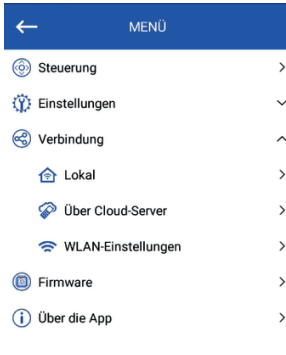 MENÜ
Steuerung
Einstellungen
Verbindung
Lokal
Über Cloud-Server
WLAN-Einstellungen
Firmware
Über die App